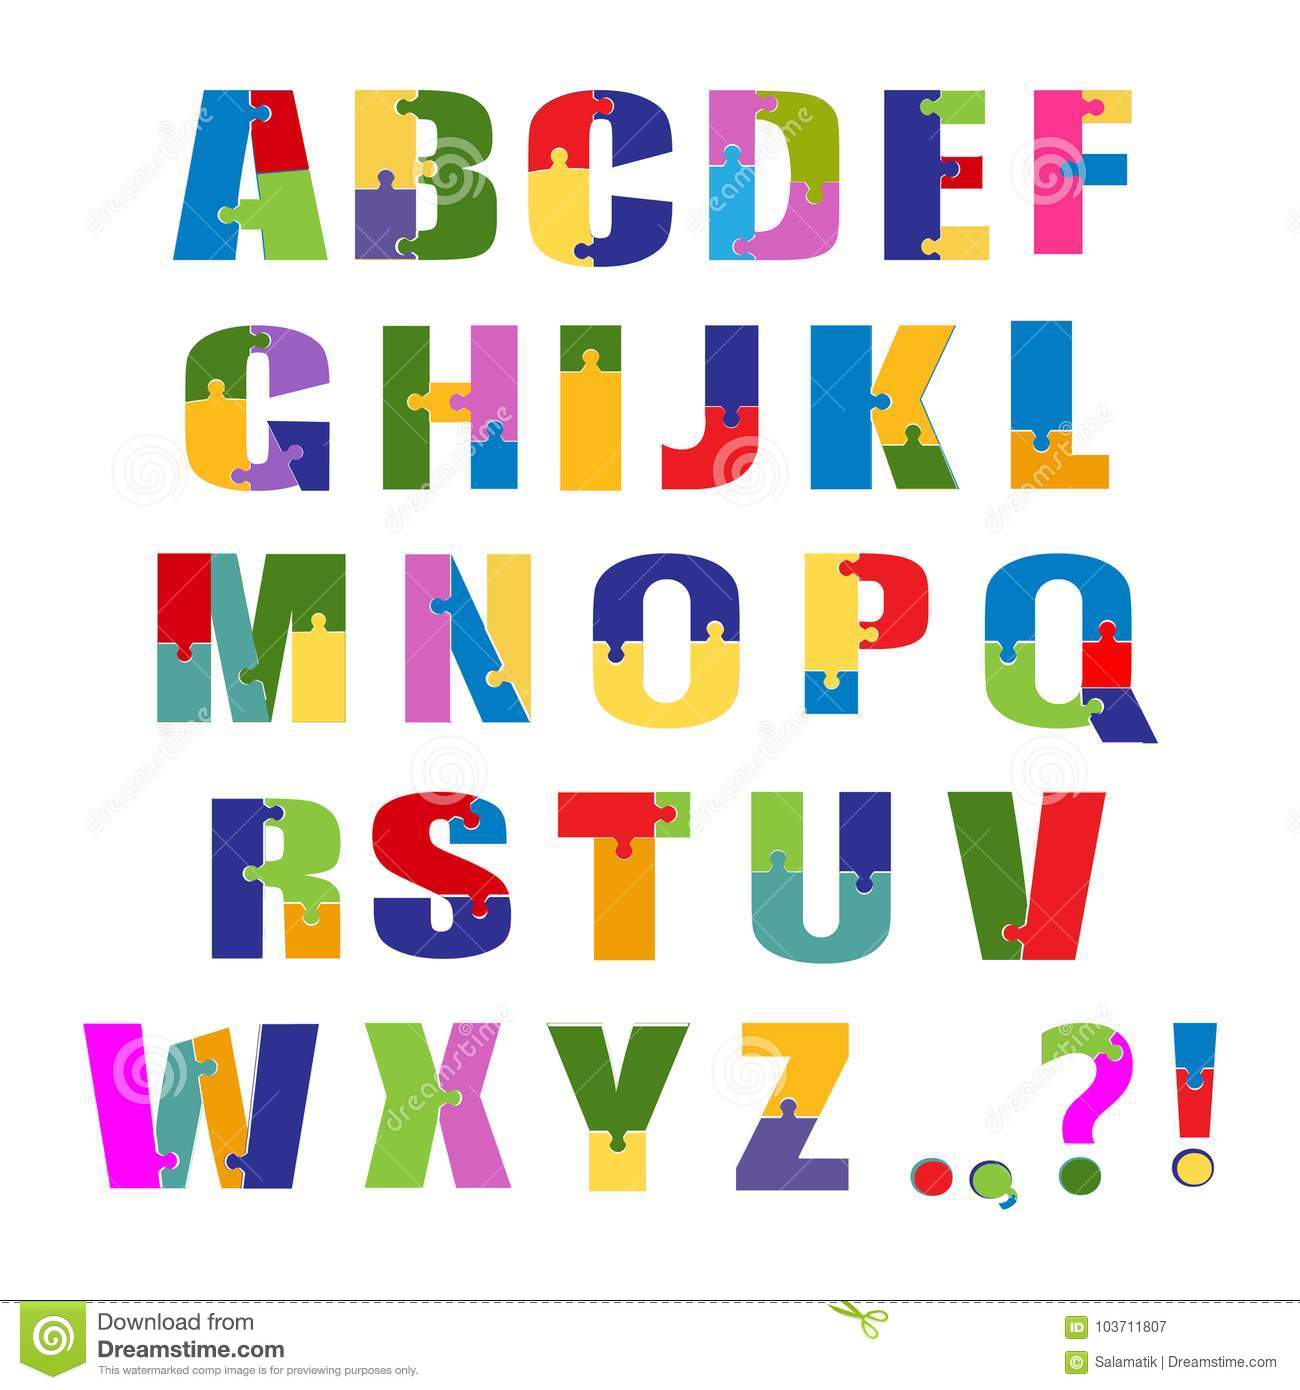 ABCDEF
GHIJKL
MNOPQ
RSTUV
WXYZ.,?!
Download from
Dreamstime.com
This watermarked comp image is for previewing purposes only.
ID 103711807
© Salamatik | Dreamstime.com